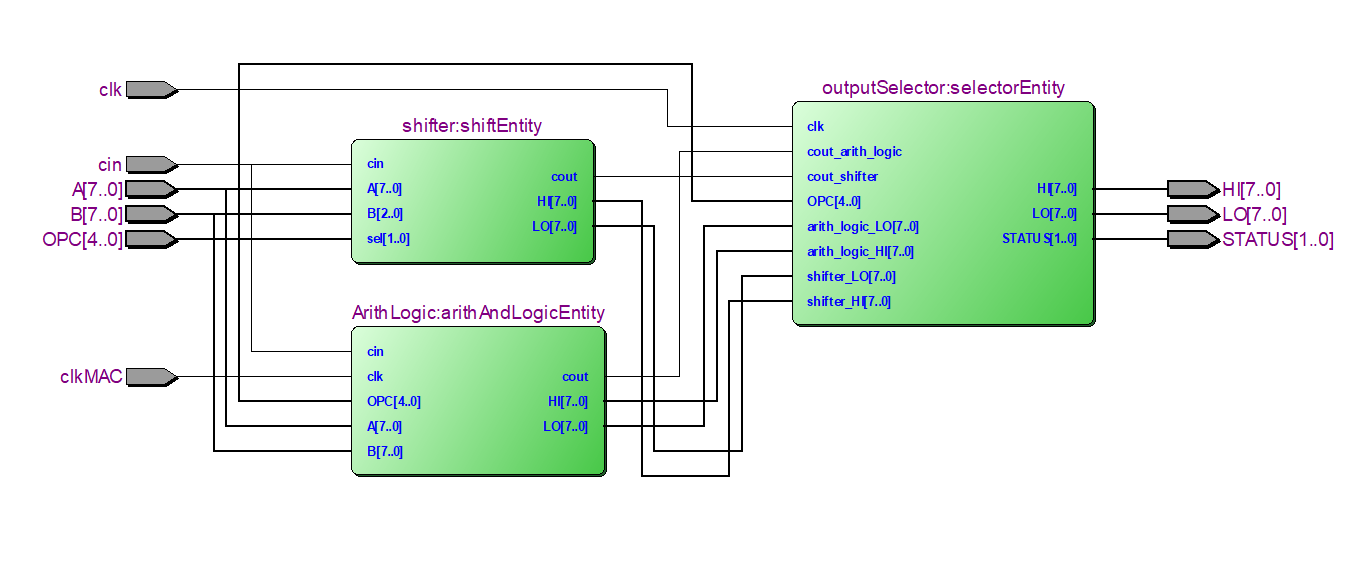 clk
cin
A[7..0]
B[7..0]
OPC[4..0]
clkMAC
shifter:shiftEntity
cin
A[7..0]
B[2..0]
sel[1..0]
cout
HI[7..0]
LO[7..0]
ArithLogic:arithAndLogicEntity
cin
clk
OPC[4..0]
A[7..0]
B[7..0]
cout
HI[7..0]
LO[7..0]
outputSelector:selectorEntity
clk
cout_arith_logic
cout_shifter
OPC[4..0]
arith_logic_LO[7..0]
arith_logic_HI[7..0]
shifter_LO[7..0]
shifter_HI[7..0]
HI[7..0]
LO[7..0]
STATUS[1..0]
HI[7..0]
LO[7..0]
STATUS[1..0]